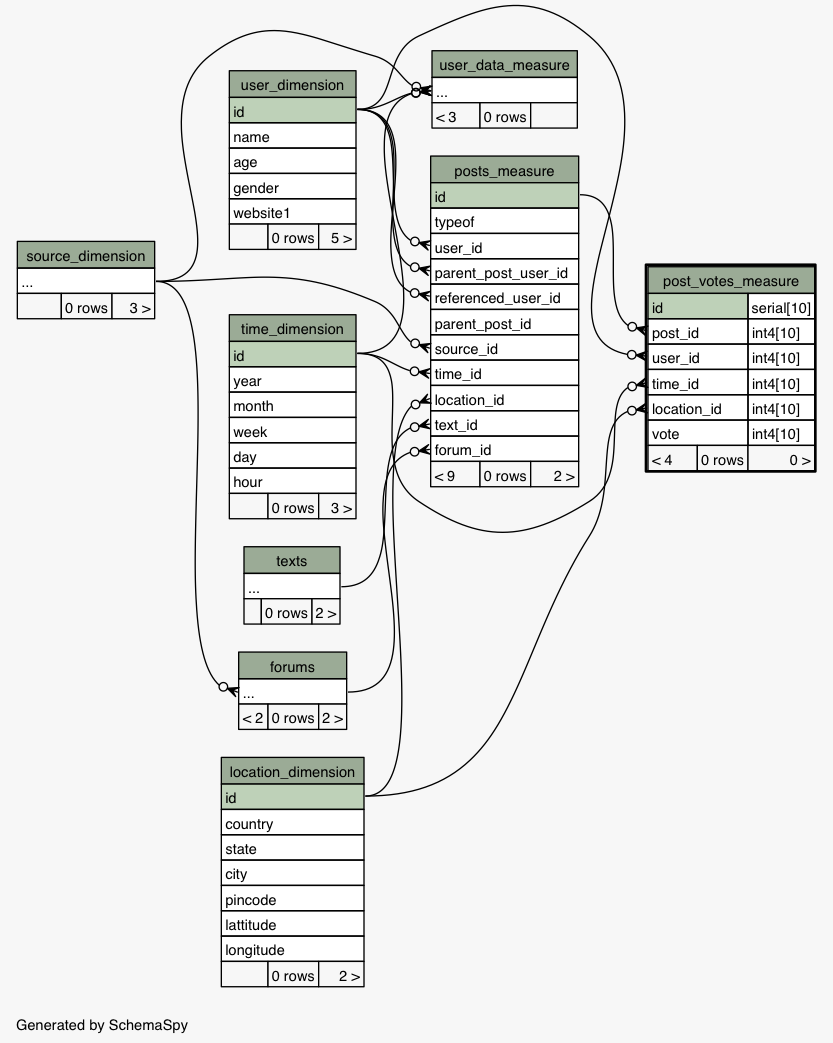 user_data_measure
...
< 3 0 rows
user_dimension
id
name
age
gender
website1
0 rows 5 >
posts_measure
id
typeof
user_id
parent_post_user_id
referenced_user_id
parent_post_id
source_id
time_id
location_id
text_id
forum_id
< 9 0 rows 2 >
source_dimension
...
0 rows 3 >
post_votes_measure
id serial[10]
post_id int4[10]
user_id int4[10]
time_id int4[10]
location_id int4[10]
vote int4[10]
< 4 0 rows 0 >
time_dimension
id
year
month
week
day
hour
0 rows 3 >
texts
...
0 rows 2 >
forums
...
< 2 0 rows 2 >
location_dimension
id
country
state
city
pincode
lattitude
longitude
0 rows 2 >
Generated by SchemaSpy